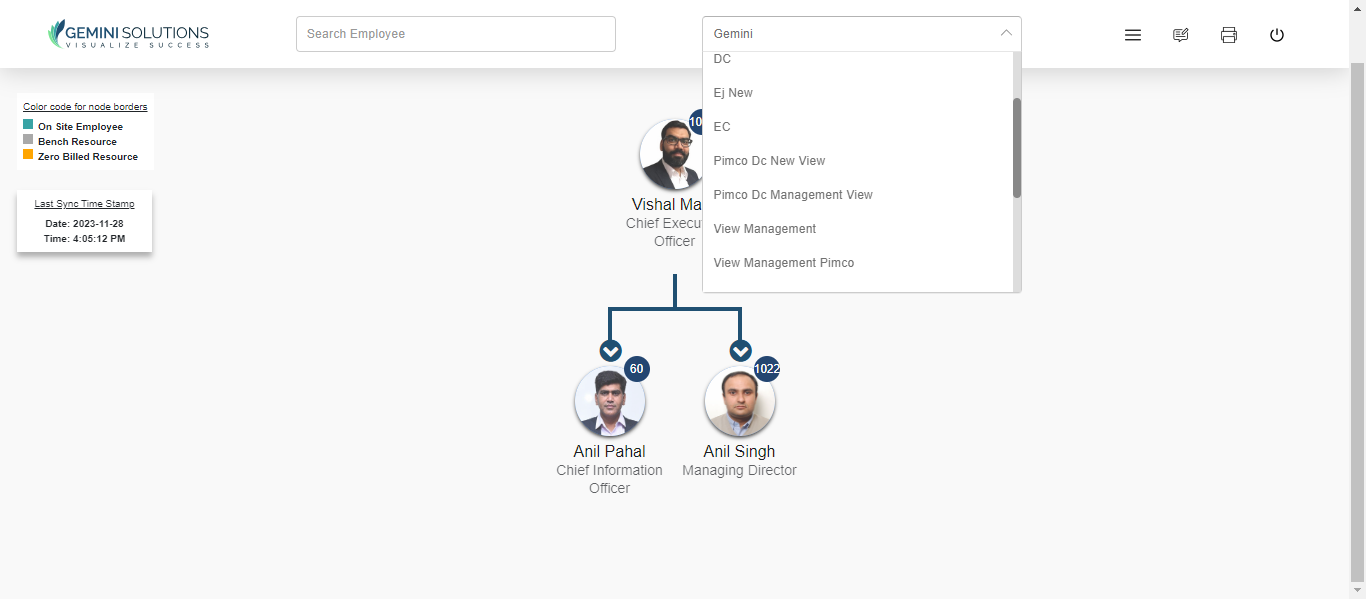 GEMINI SOLUTIONS
VISUALIZE SUCCESS
Search Employee
Gemini
DC
Ej New
EC
Pimco Dc New View
Pimco Dc Management View
View Management
View Management Pimco
Color code for node borders
On Site Employee
Bench Resource
Zero Billed Resource
Last Sync Time Stamp
Date: 2023-11-28
Time: 4:05:12 PM
10
Vishal Ma
Chief Execu
Officer
60
Anil Pahal
Chief Information
Officer
1022
Anil Singh
Managing Director